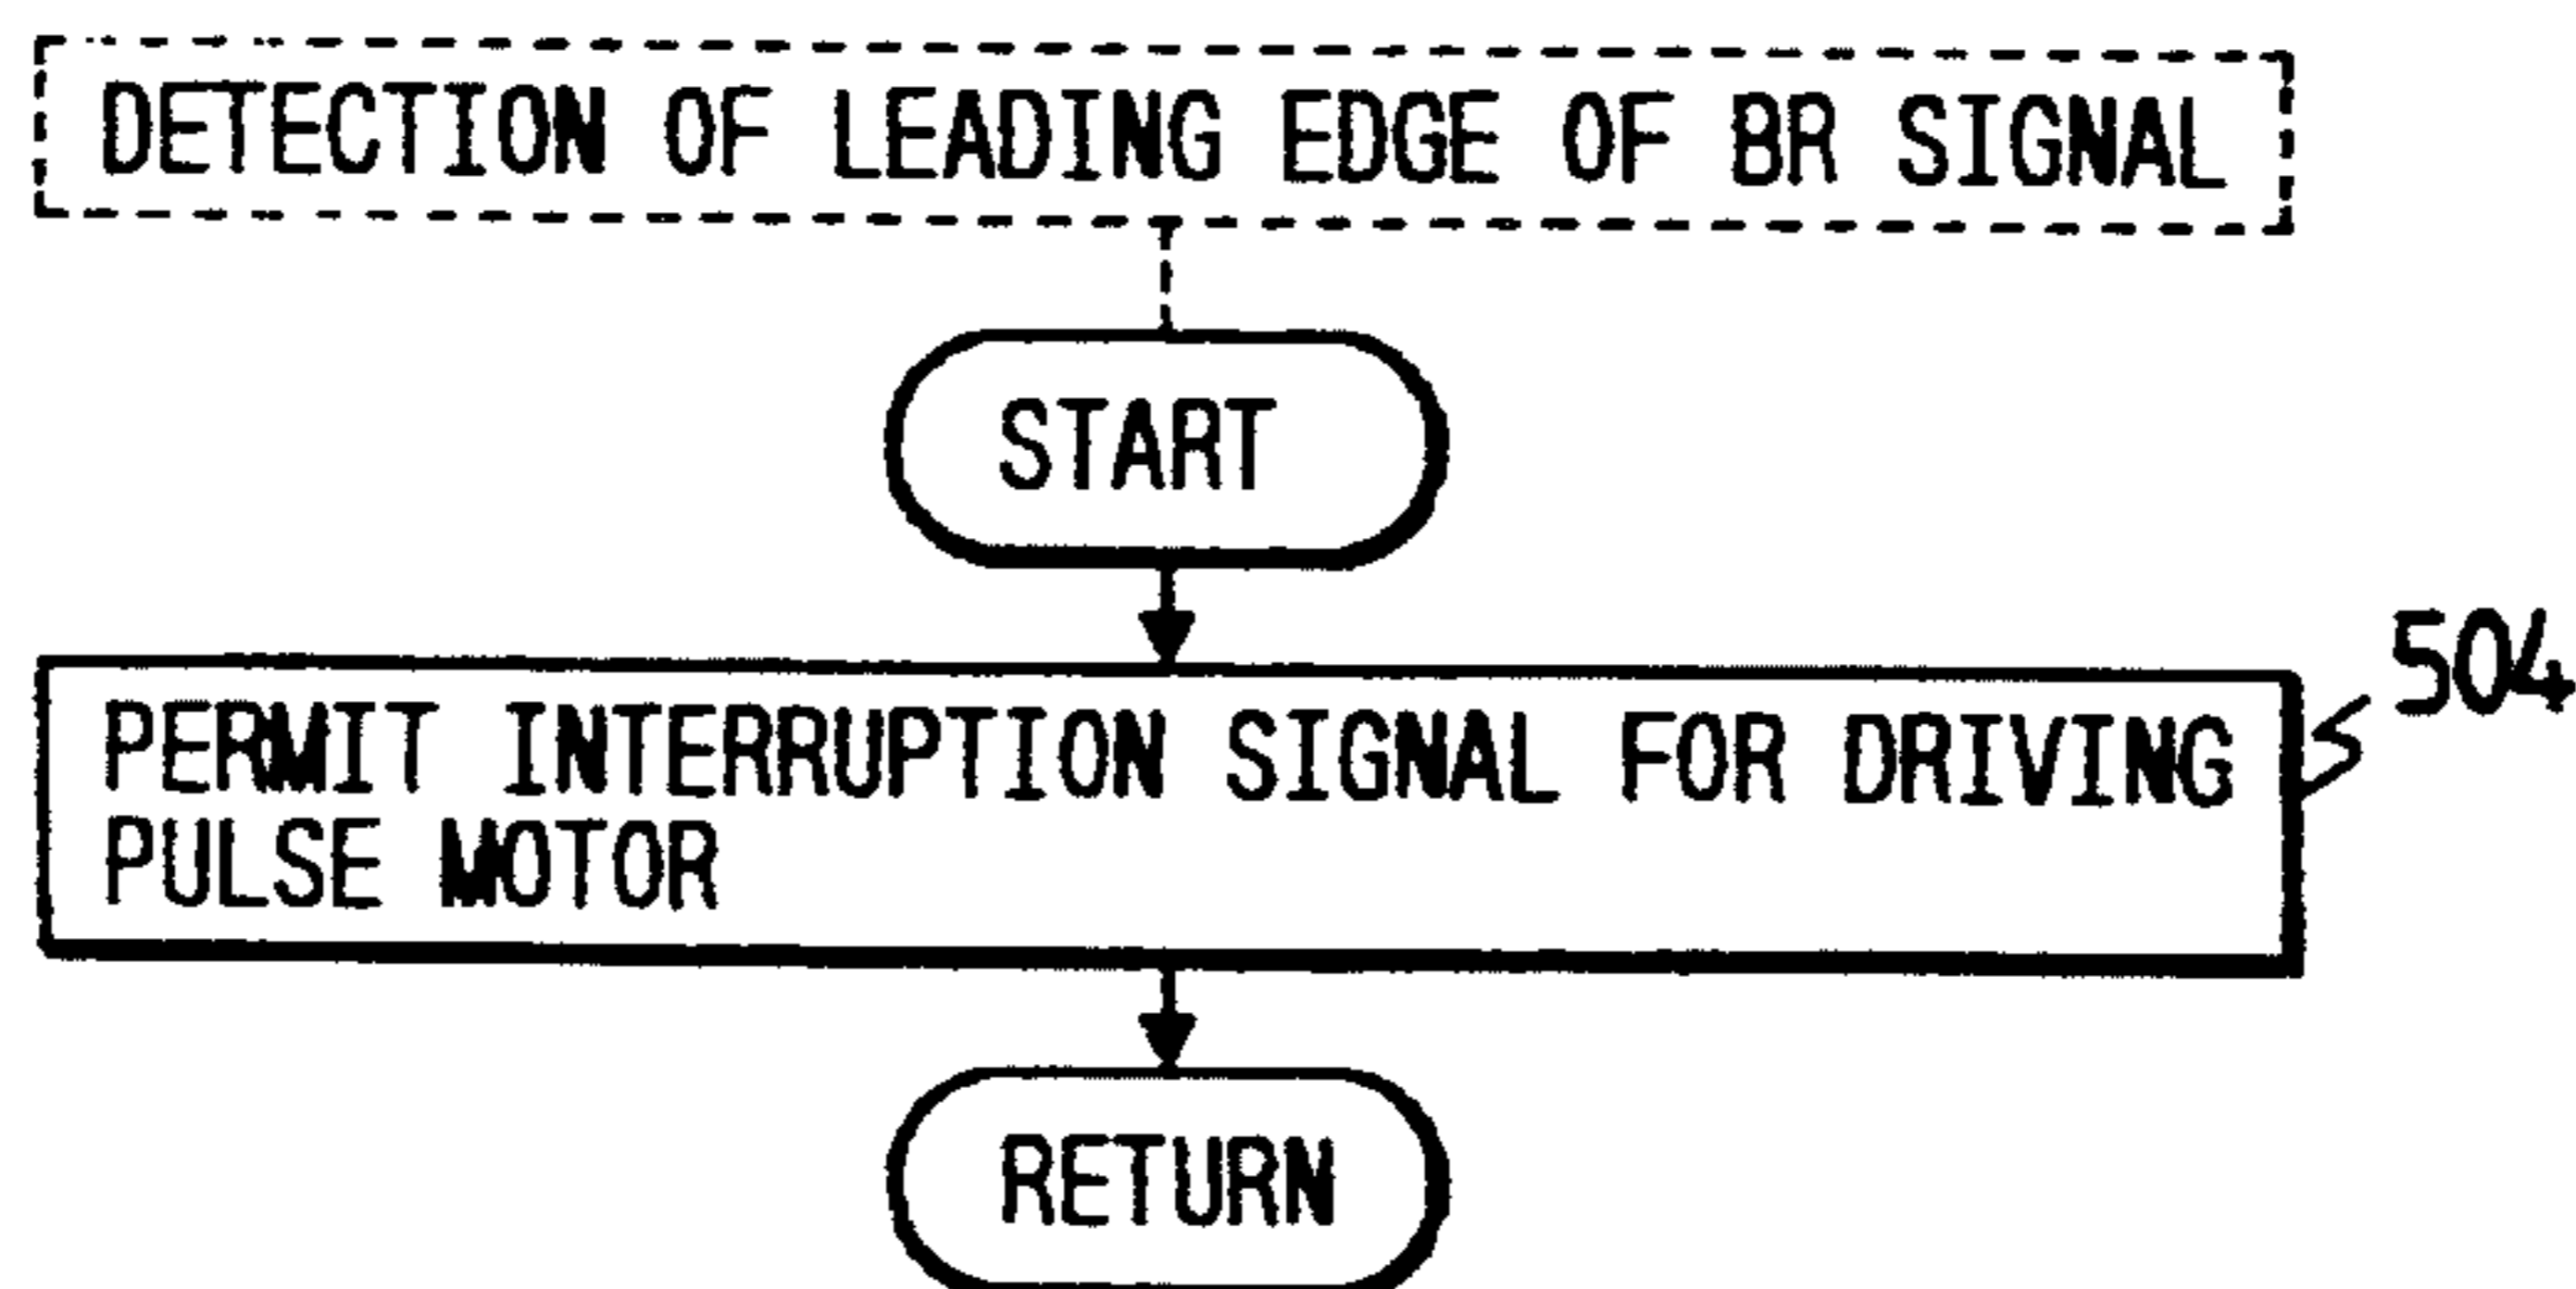 DETECTION OF LEADING EDGE OF BR SIGNAL
START
504
PERMIT INTERRUPTION SIGNAL FOR DRIVING
PULSE MOTOR
RETURN